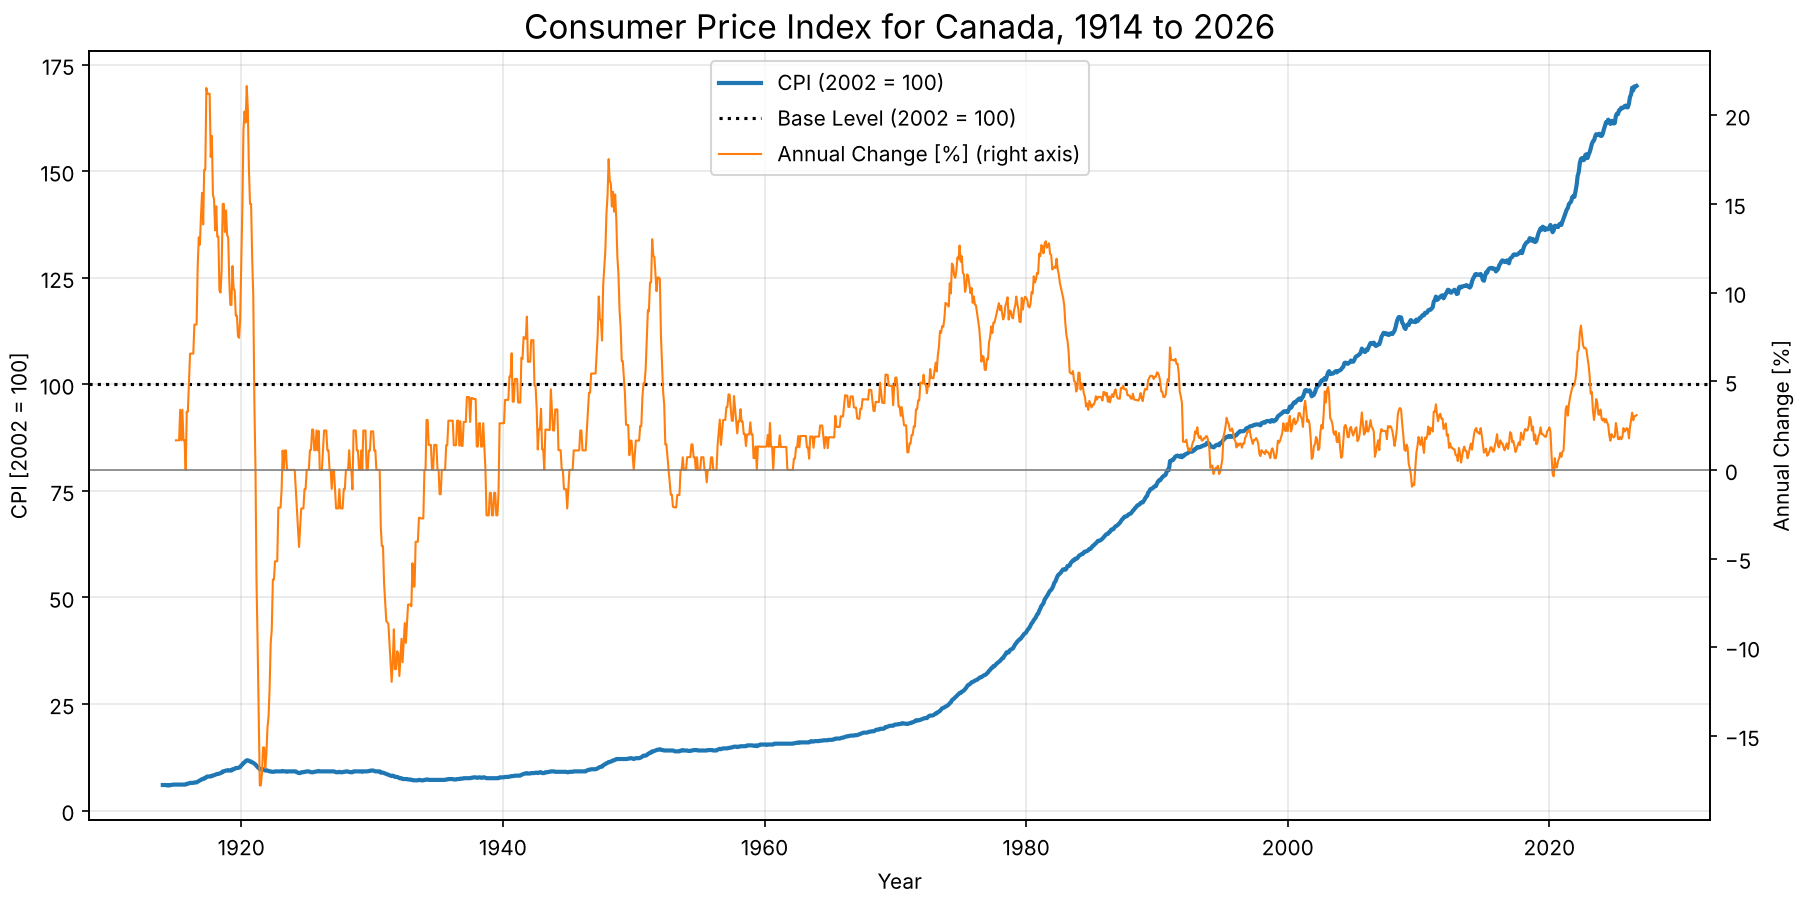 Consumer Price Index for Canada, 1914 to 2026
CPI (2002 = 100)
Base Level (2002 = 100)
Annual Change [%] (right axis)
CPI [2002 = 100]
175
150
125
100
75
50
25
0
20
15
10
5
0
−5
−10
−15
Annual Change [%]
1920 1940 1960 1980 2000 2020
Year